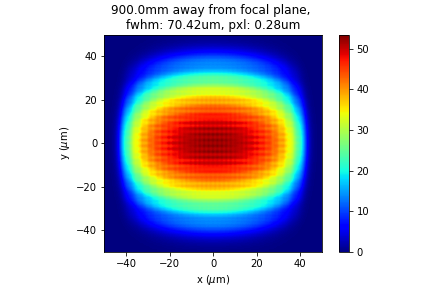 900.0mm away from focal plane,
fwhm: 70.42um, pxl: 0.28um
40
20
0
−20
−40
y (μm)
−40 −20 0 20 40
x (μm)
50
40
30
20
10
0